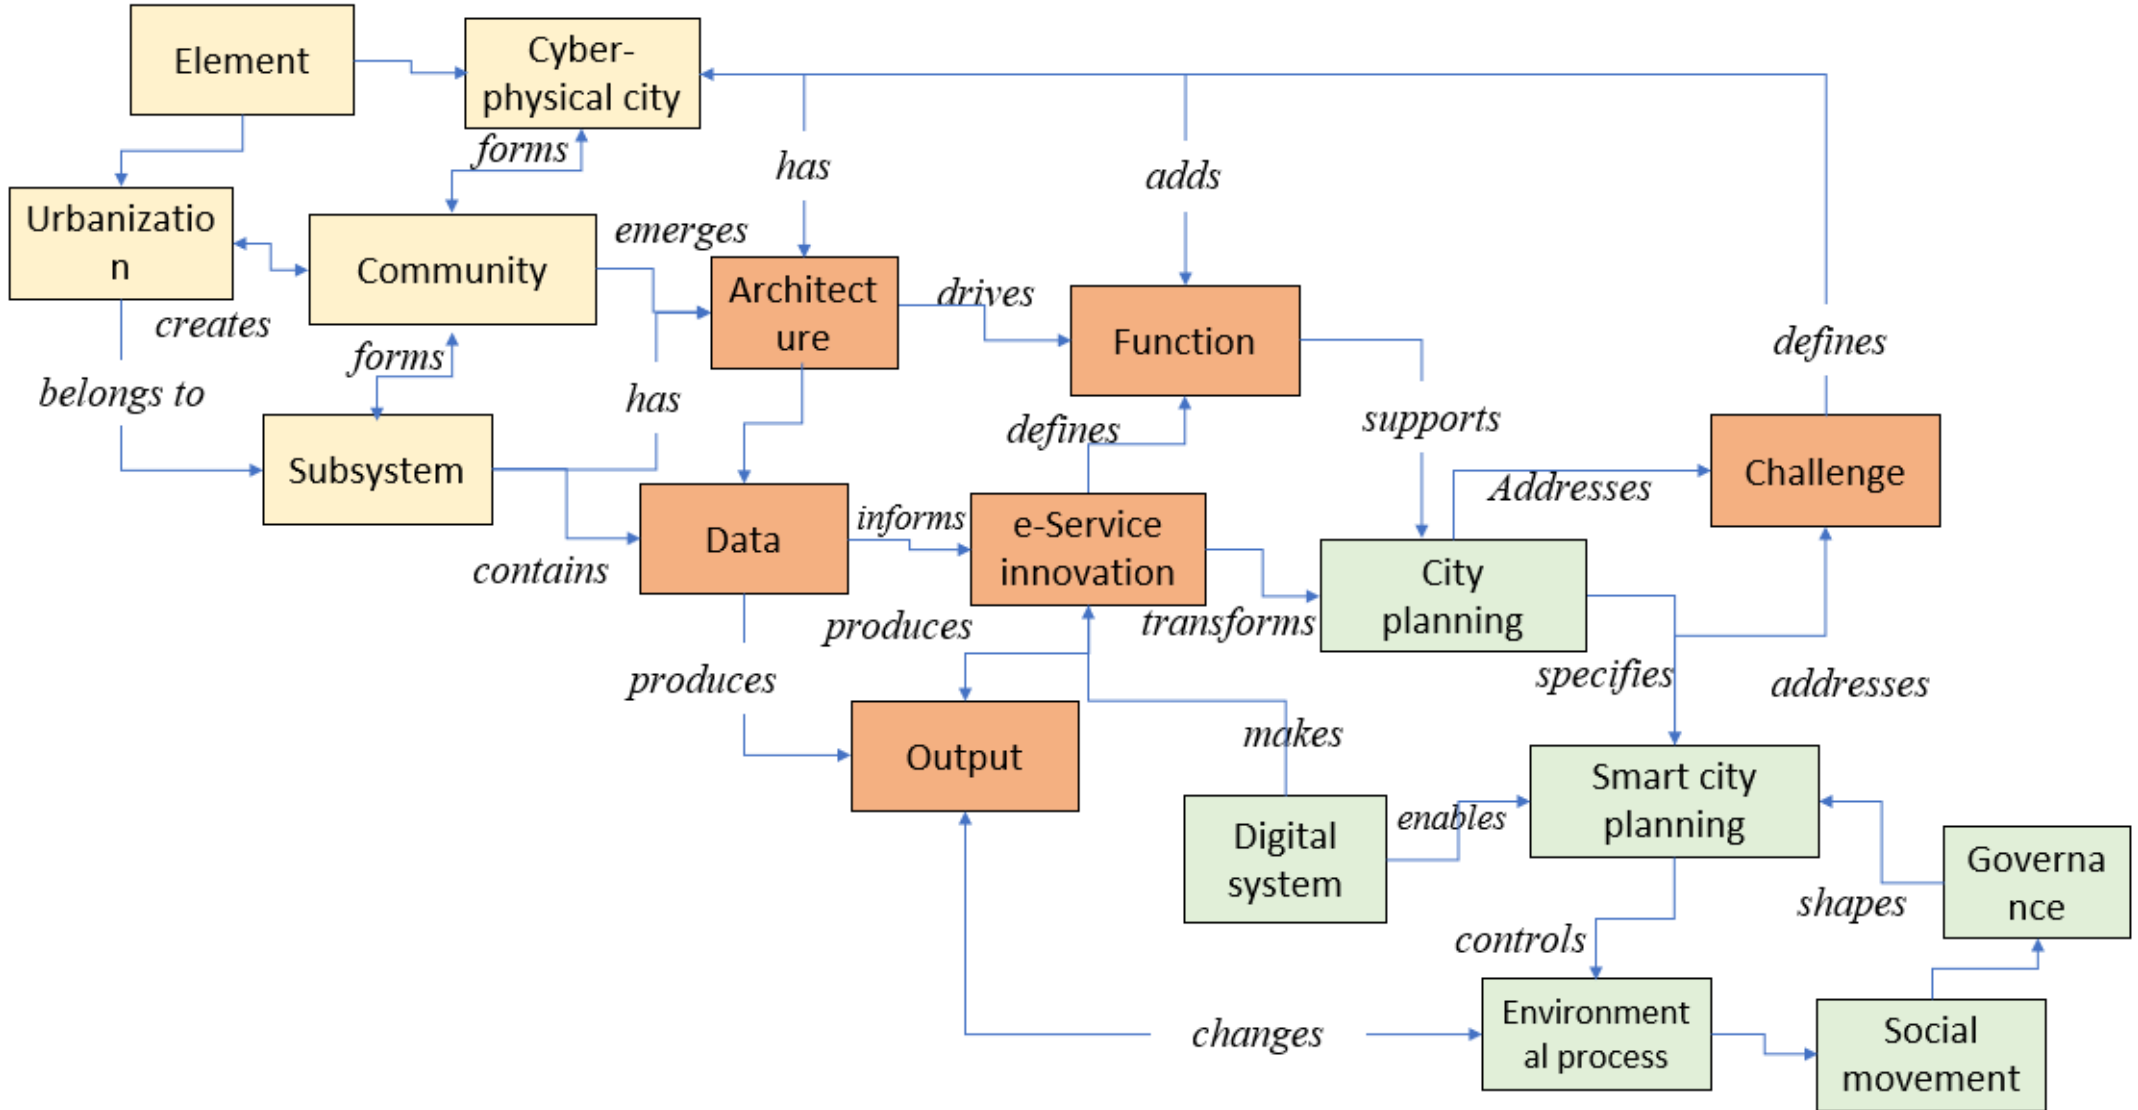 Element
Cyber-
physical city
forms
has
adds
Urbanizatio
n
Community
emerges
creates
Architect
ure
drives
Function
defines
forms
belongs to
has
supports
defines
Subsystem
Addresses
Challenge
contains
Data
informs
e-Service
innovation
City
planning
produces
transforms
produces
specifies
addresses
Output
makes
Smart city
planning
Digital
system
enables
Governa
nce
shapes
controls
changes
Environment
al process
Social
movement